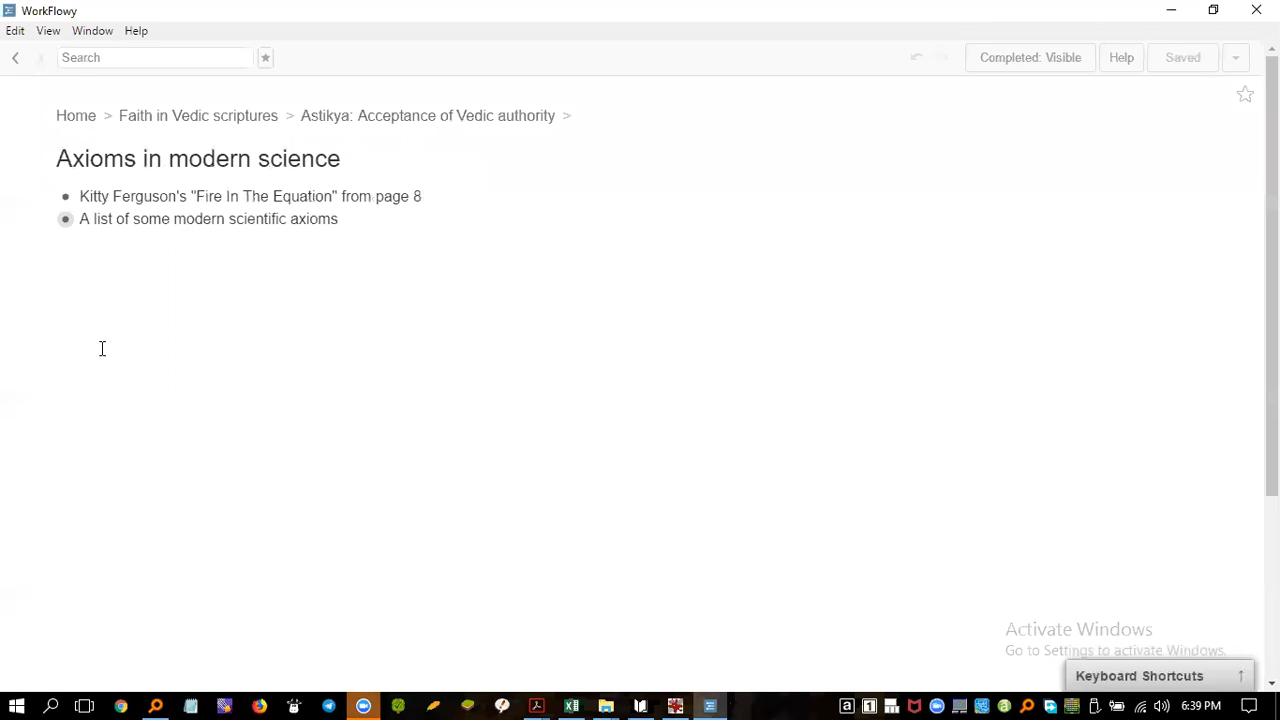 WorkFlowy
Edit View Window Help
Search Completed: Visible Help Saved
Home > Faith in Vedic scriptures > Astikya: Acceptance of Vedic authority >
Axioms in modern science
Kitty Ferguson's "Fire In The Equation" from page 8
A list of some modern scientific axioms
Activate Windows
Go to Settings to activate Windows.
Keyboard Shortcuts ↑
6:39 PM